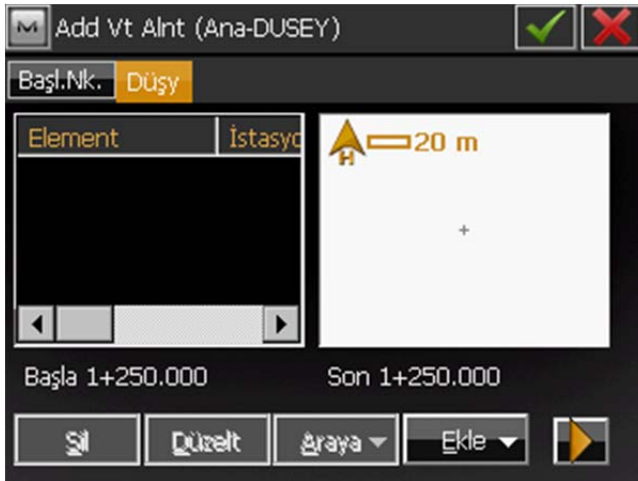 Add Vt Alnt (Ana-DUSEY)
Başl.Nk. Düşy
Element İstasyo
H 20 m
Başla 1+250.000 Son 1+250.000
Sil Düzelt Araya Ekle